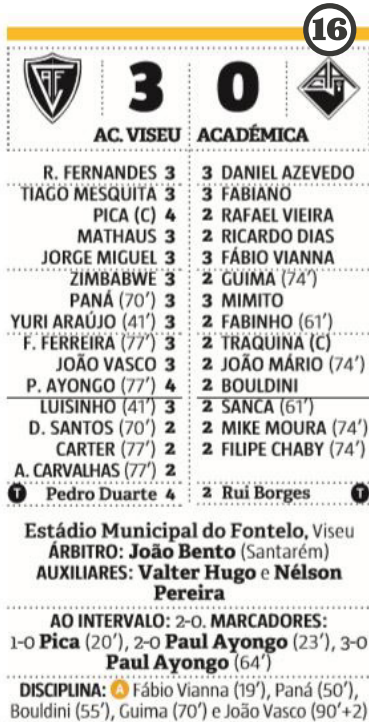 16
3 0
AC. VISEU ACADÉMICA
R. FERNANDES 3 3 DANIEL AZEVEDO
TIAGO MESQUITA 3 3 FABIANO
PICA (C) 4 2 RAFAEL VIEIRA
MATHAUS 3 2 RICARDO DIAS
JORGE MIGUEL 3 3 FÁBIO VIANNA
ZIMBABWE 3 2 GUIMA (74’)
PANÁ (70’) 3 3 MIMITO
YURI ARAÚJO (41’) 3 2 FABINHO (61’)
F. FERREIRA (77’) 3 2 TRAQUINA (C)
JOÃO VASCO 3 2 JOÃO MÁRIO (74’)
P. AYONGO (77’) 4 2 BOULDINI
LUISINHO (41’) 3 2 SANCA (61’)
D. SANTOS (70’) 2 2 MIKE MOURA (74’)
CARTER (77’) 2 2 FILIPE CHABY (74’)
A. CARVALHAS (77’) 2
T Pedro Duarte 4 2 Rui Borges T
Estádio Municipal do Fontelo, Viseu
ÁRBITRO: João Bento (Santarém)
AUXILIARES: Valter Hugo e Nélson
Pereira
AO INTERVALO: 2-0. MARCADORES:
1-0 Pica (20’), 2-0 Paul Ayongo (23’), 3-0
Paul Ayongo (64’)
DISCIPLINA: A Fábio Vianna (19’), Paná (50’),
Bouldini (55’), Guima (70’) e João Vasco (90’+2)